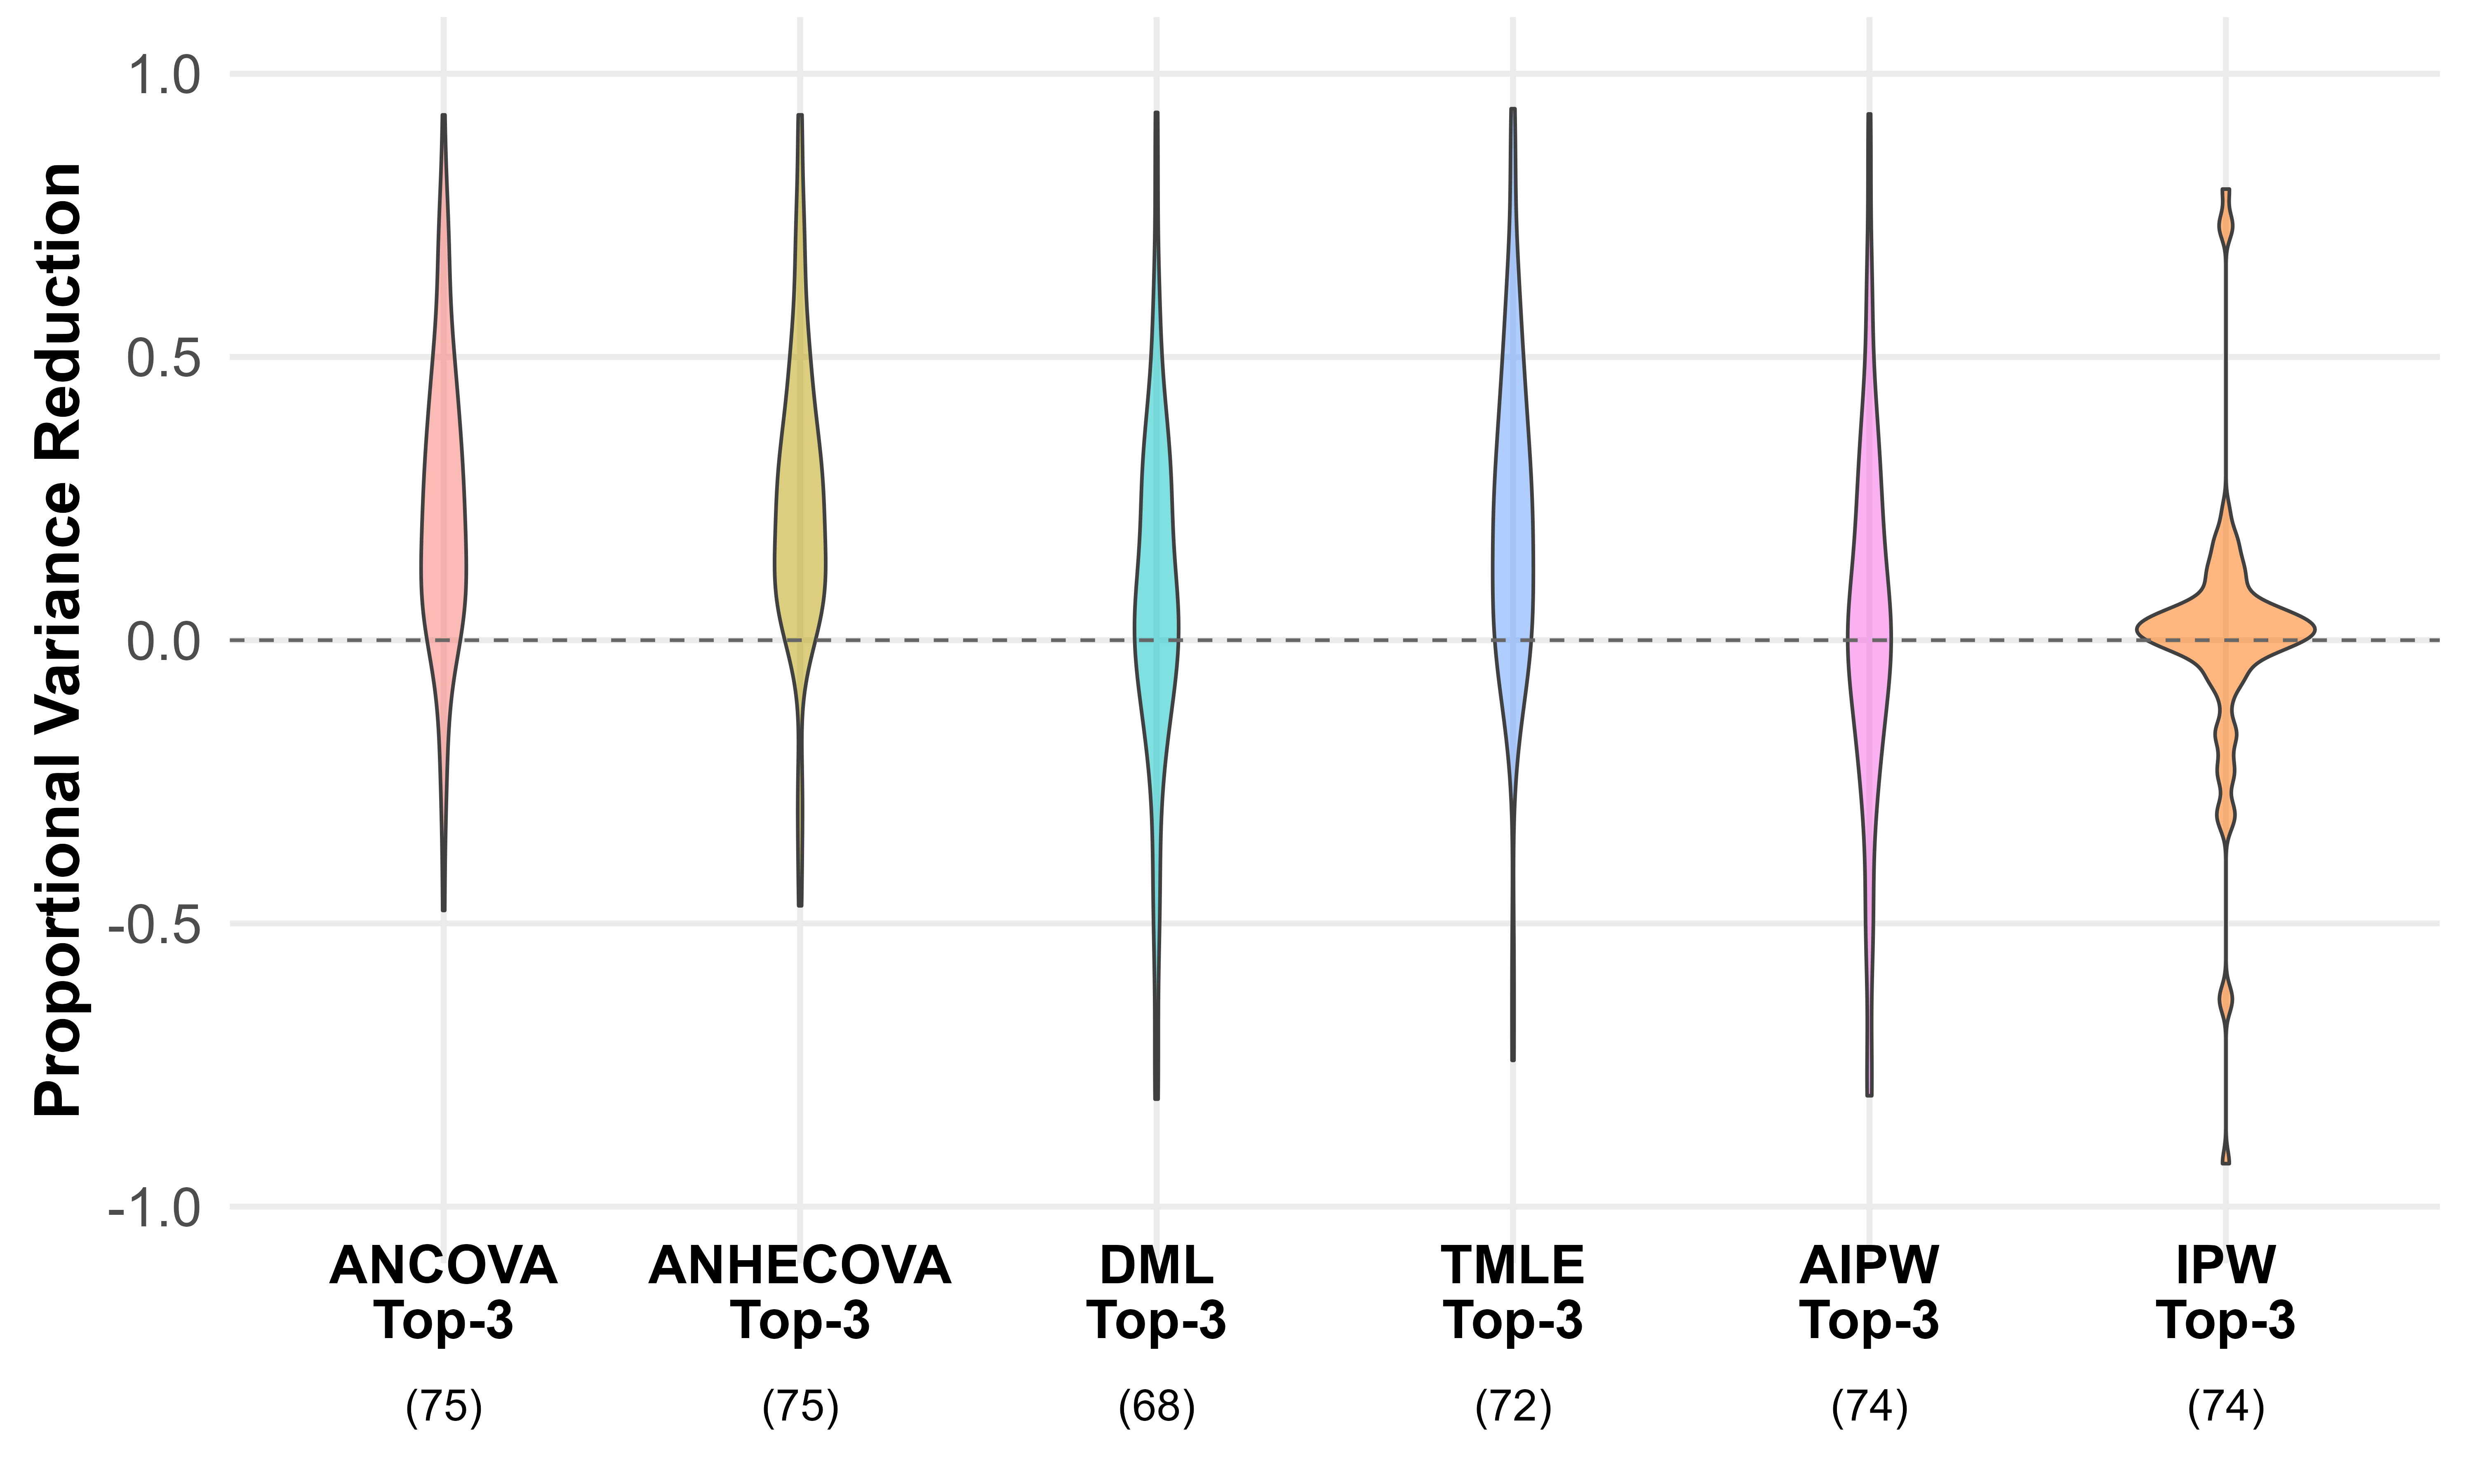 Proportional Variance Reduction
1.0
0.5
0.0
-0.5
-1.0
ANCOVA ANHECOVA DML TMLE AIPW IPW
Top-3 Top-3 Top-3 Top-3 Top-3 Top-3
(75) (75) (68) (72) (74) (74)